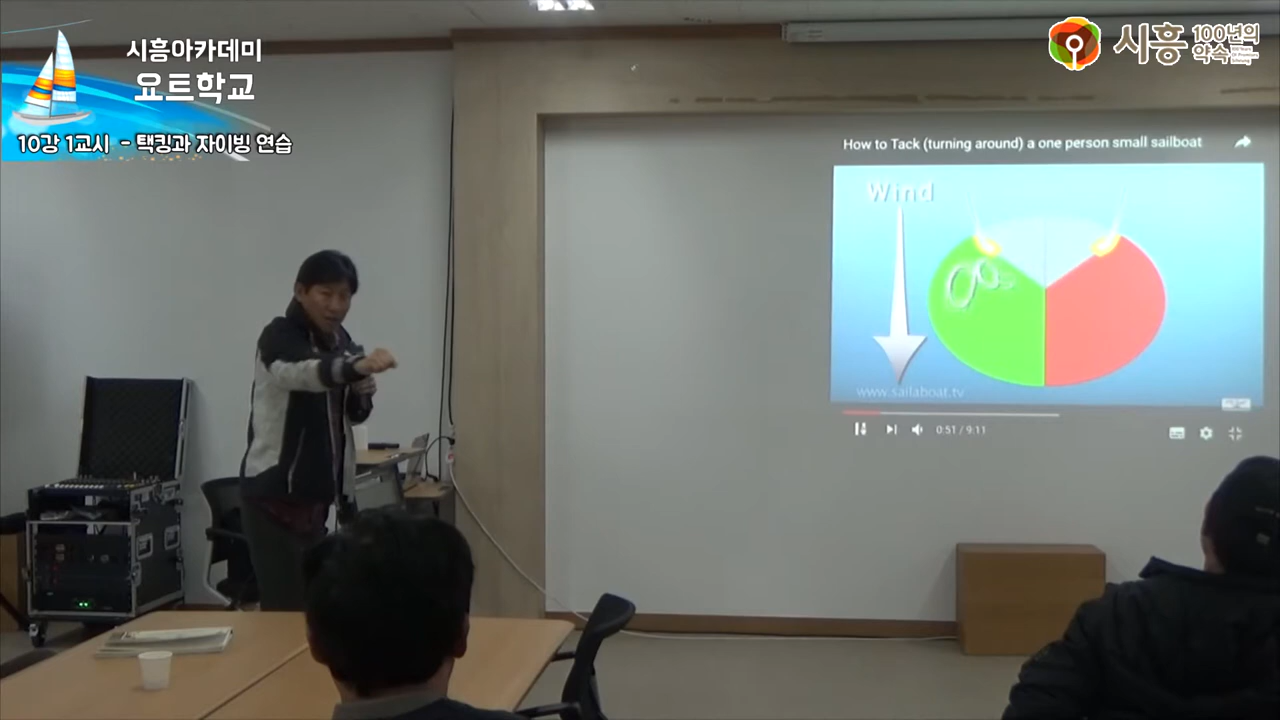 시흥아카데미
요트학교
10강 1교시 - 택킹과 자이빙 연습
시흥
100년의
약속
How to Tack (turning around) a one person small sailboat
Wind
www.sailaboat.tv
0:51 / 9:11